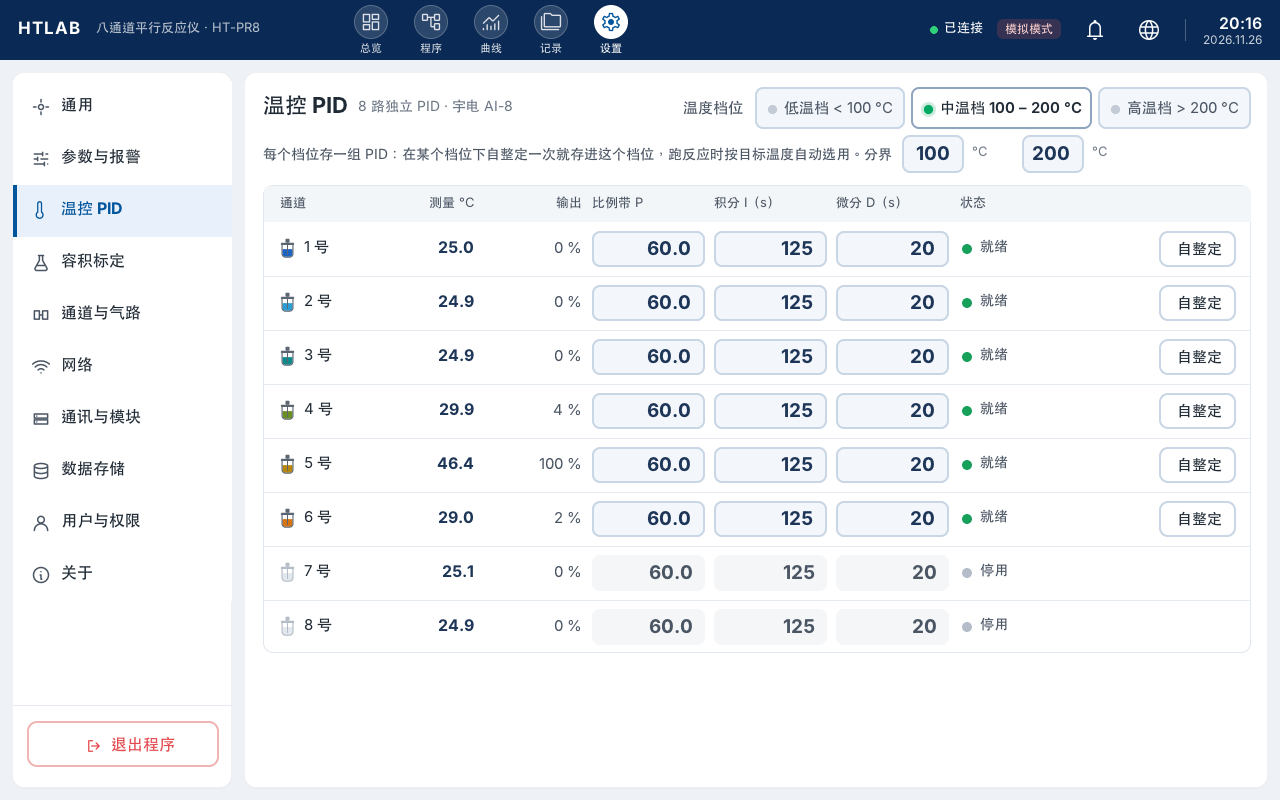 HTLAB 八通道平行反应仪 · HT-PR8
总览 程序 曲线 记录 设置
已连接 模拟模式 20:16
2026.11.26
通用
参数与报警
温控 PID
容积标定
通道与气路
网络
通讯与模块
数据存储
用户与权限
关于
退出程序
温控 PID 8 路独立 PID · 宇电 AI-8 温度档位 低温档 < 100 °C 中温档 100 – 200 °C 高温档 > 200 °C
每个档位存一组 PID：在某个档位下自整定一次就存进这个档位，跑反应时按目标温度自动选用。分界 100 °C 200 °C
通道 测量 °C 输出 比例带 P 积分 I（s） 微分 D（s） 状态
1 号 25.0 0 % 60.0 125 20 就绪 自整定
2 号 24.9 0 % 60.0 125 20 就绪 自整定
3 号 24.9 0 % 60.0 125 20 就绪 自整定
4 号 29.9 4 % 60.0 125 20 就绪 自整定
5 号 46.4 100 % 60.0 125 20 就绪 自整定
6 号 29.0 2 % 60.0 125 20 就绪 自整定
7 号 25.1 0 % 60.0 125 20 停用
8 号 24.9 0 % 60.0 125 20 停用